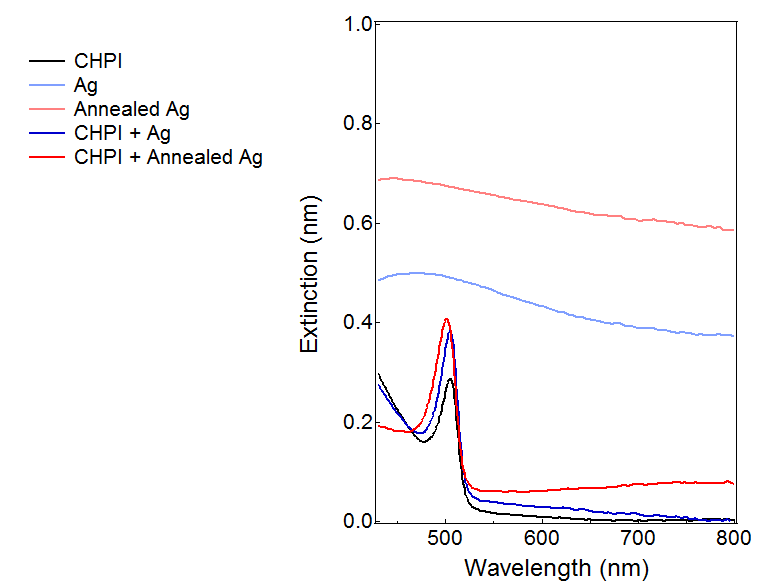 CHPI
Ag
Annealed Ag
CHPI + Ag
CHPI + Annealed Ag
1.0
0.8
0.6
0.4
0.2
0.0
Extinction (nm)
500 600 700 800
Wavelength (nm)